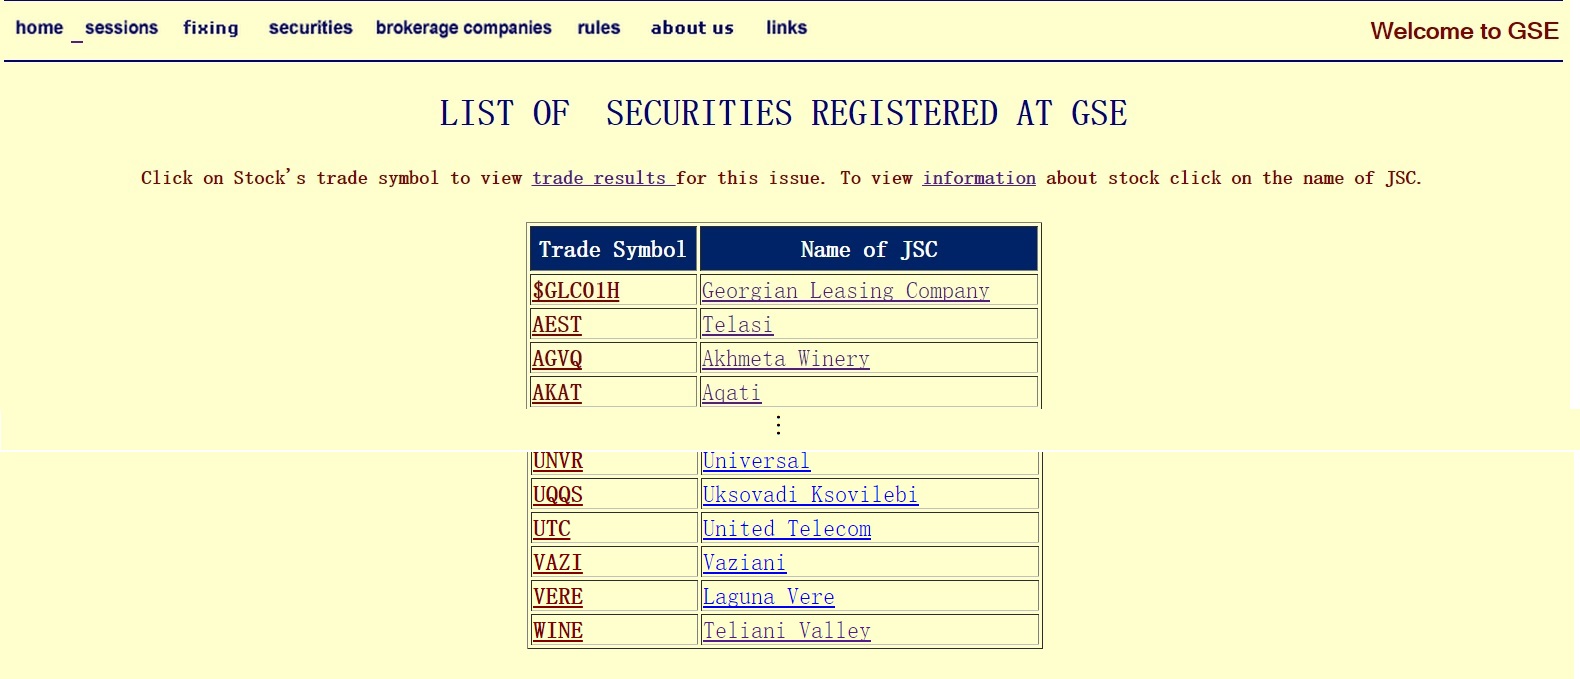 home sessions fixing securities brokerage companies rules about us links Welcome to GSE
LIST OF SECURITIES REGISTERED AT GSE
Click on Stock's trade symbol to view trade results for this issue. To view information about stock click on the name of JSC.
Trade Symbol Name of JSC
$GLC01H Georgian Leasing Company
AEST Telasi
AGVQ Akhmeta Winery
AKAT Aqati
⋮
UNVR Universal
UQQS Uksovadi Ksovilebi
UTC United Telecom
VAZI Vaziani
VERE Laguna Vere
WINE Teliani Valley